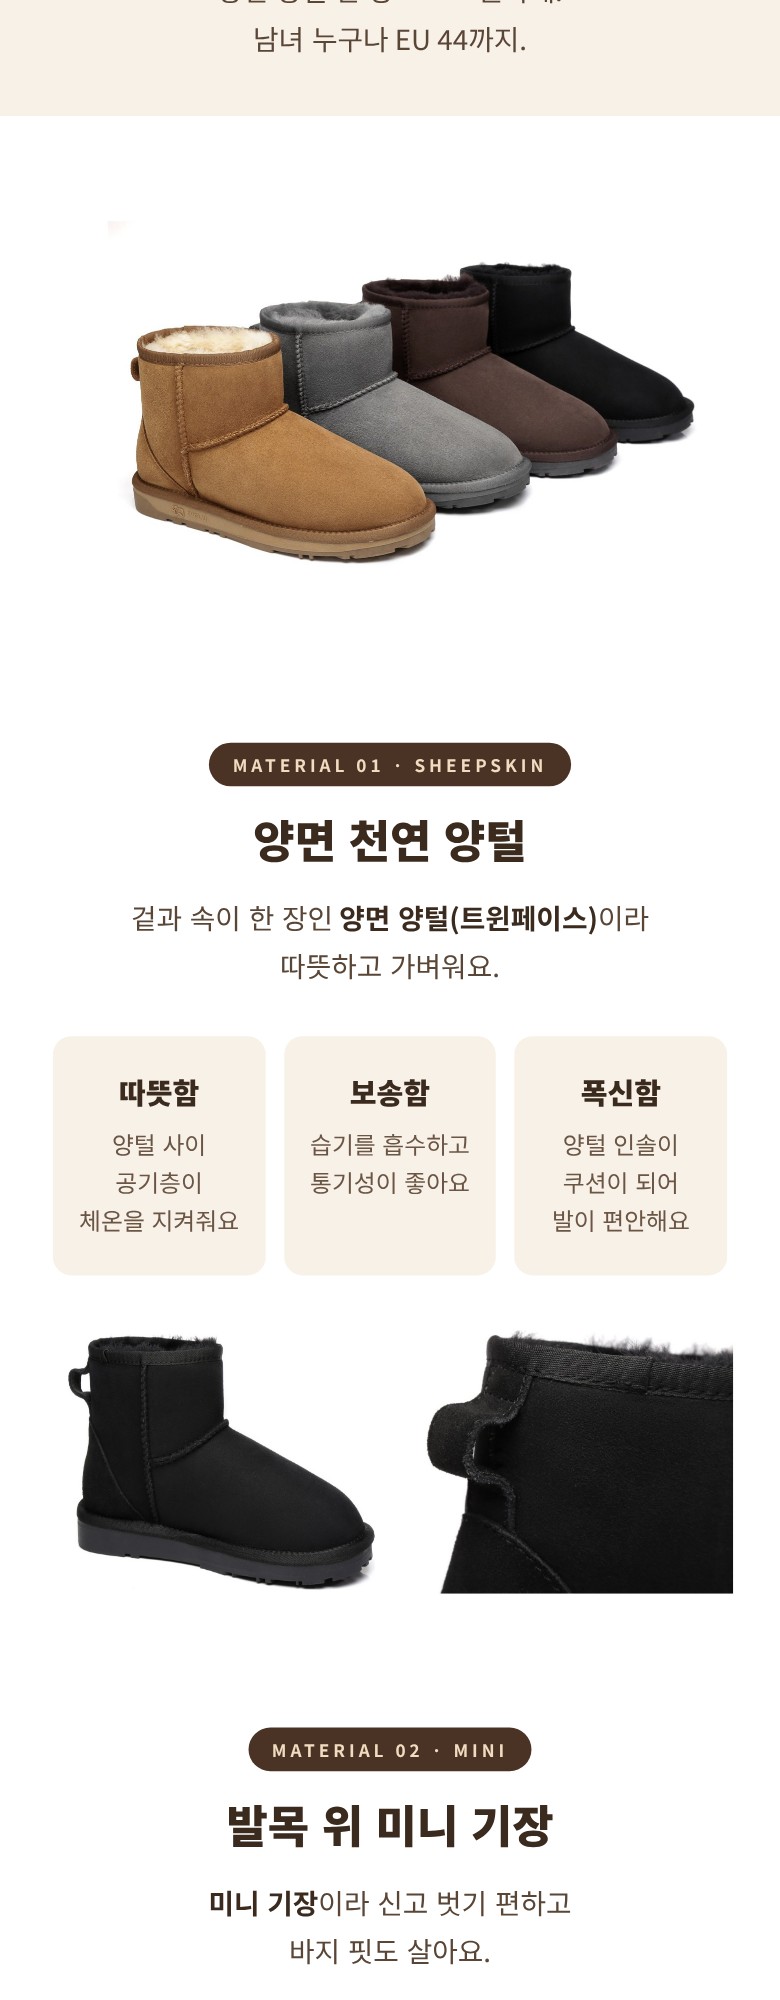 남녀 누구나 EU 44까지.
MATERIAL 01 · SHEEPSKIN
양면 천연 양털
겉과 속이 한 장인 양면 양털(트윈페이스)이라
따뜻하고 가벼워요.
따뜻함
양털 사이
공기층이
체온을 지켜줘요
보송함
습기를 흡수하고
통기성이 좋아요
폭신함
양털 인솔이
쿠션이 되어
발이 편안해요
MATERIAL 02 · MINI
발목 위 미니 기장
미니 기장이라 신고 벗기 편하고
바지 핏도 살아요.